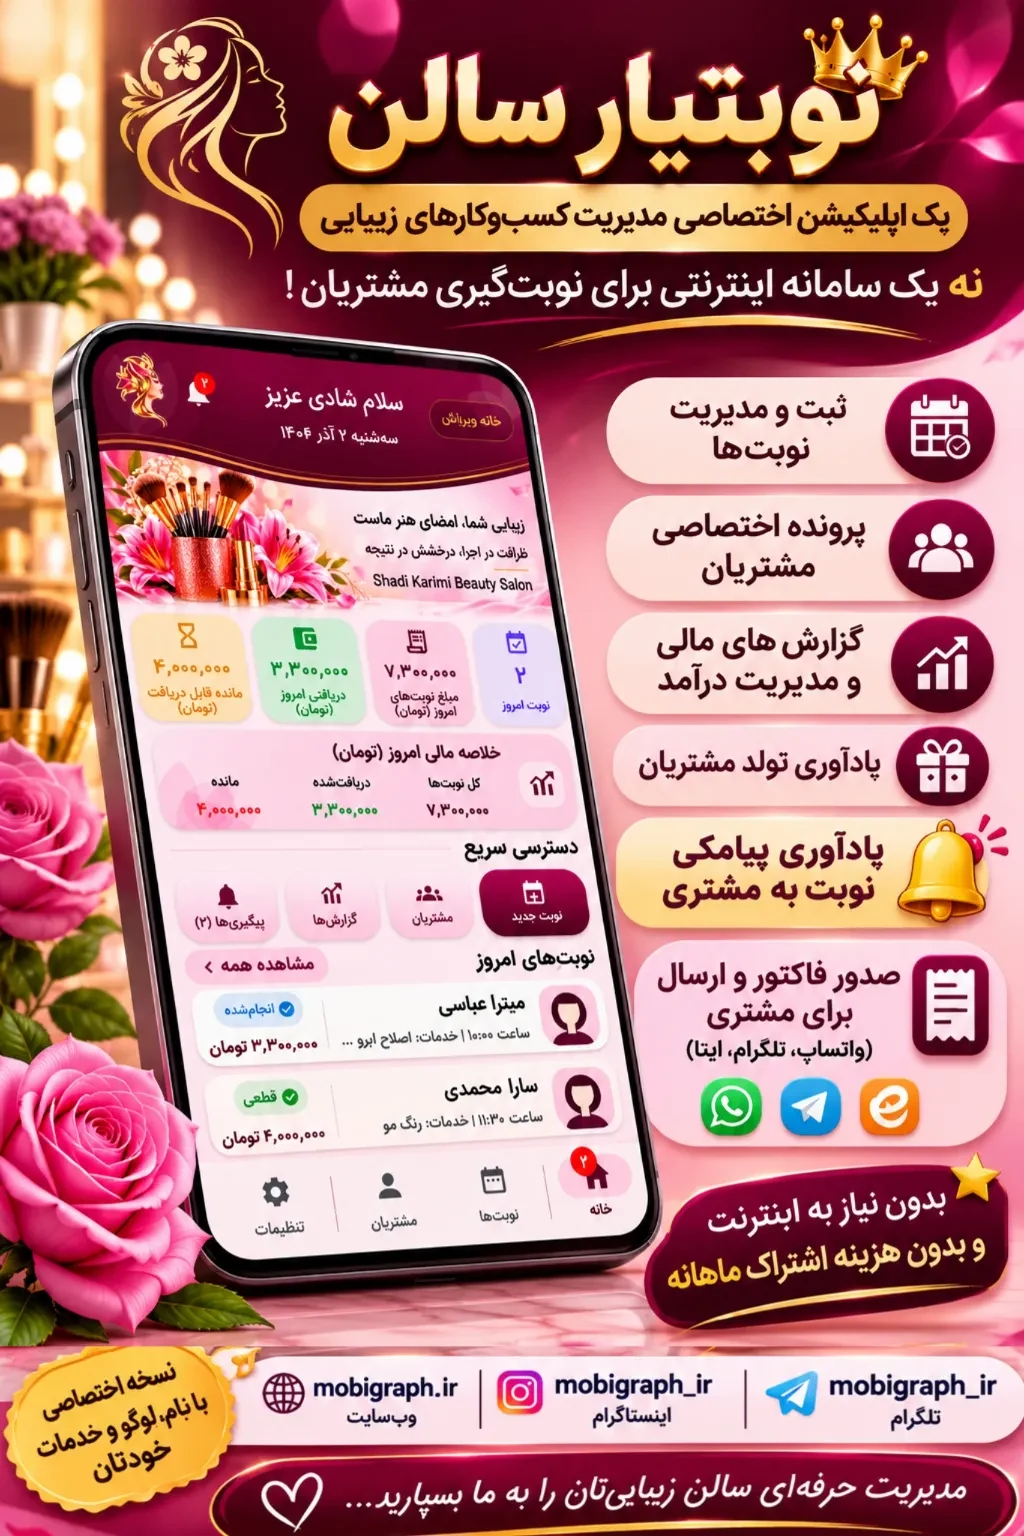 نوبتیار سالن
یک اپلیکیشن اختصاصی مدیریت کسب‌وکارهای زیبایی
نه یک سامانه اینترنتی برای نوبت‌گیری مشتریان !
۲
سلام شادی عزیز
سه‌شنبه ۲ آذر ۱۴۰۴
خانه ویرایش
زیبایی شما، امضای هنر ماست
ظرافت در اجرا، درخشش در نتیجه
Shadi Karimi Beauty Salon
۲
نوبت امروز
۷,۳۰۰,۰۰۰
مبلغ نوبت‌های
امروز (تومان)
۳,۳۰۰,۰۰۰
دریافتی امروز
(تومان)
۴,۰۰۰,۰۰۰
مانده قابل دریافت
(تومان)
خلاصه مالی امروز (تومان)
کل نوبت‌ها
۷,۳۰۰,۰۰۰
دریافت‌شده
۳,۳۰۰,۰۰۰
مانده
۴,۰۰۰,۰۰۰
دسترسی سریع
نوبت جدید
مشتریان
گزارش‌ها
پیگیری‌ها (۲)
نوبت‌های امروز
مشاهده همه
میترا عباسی
ساعت ۱۰:۰۰ | خدمات: اصلاح ابرو ...
انجام‌شده
۳,۳۰۰,۰۰۰ تومان
سارا محمدی
ساعت ۱۱:۳۰ | خدمات: رنگ مو
قطعی
۴,۰۰۰,۰۰۰ تومان
۲
خانه
نوبت‌ها
مشتریان
تنظیمات
ثبت و مدیریت
نوبت‌ها
پرونده اختصاصی
مشتریان
گزارش های مالی
و مدیریت درآمد
یادآوری تولد مشتریان
یادآوری پیامکی
نوبت به مشتری
صدور فاکتور و ارسال
برای مشتری
(واتساپ، تلگرام، ایتا)
بدون نیاز به اینترنت
و بدون هزینه اشتراک ماهانه
نسخه اختصاصی
با نام، لوگو و خدمات
خودتان
mobigraph.ir
وب‌سایت
mobigraph_ir
اینستاگرام
mobigraph_ir
تلگرام
مدیریت حرفه‌ای سالن زیبایی‌تان را به ما بسپارید...